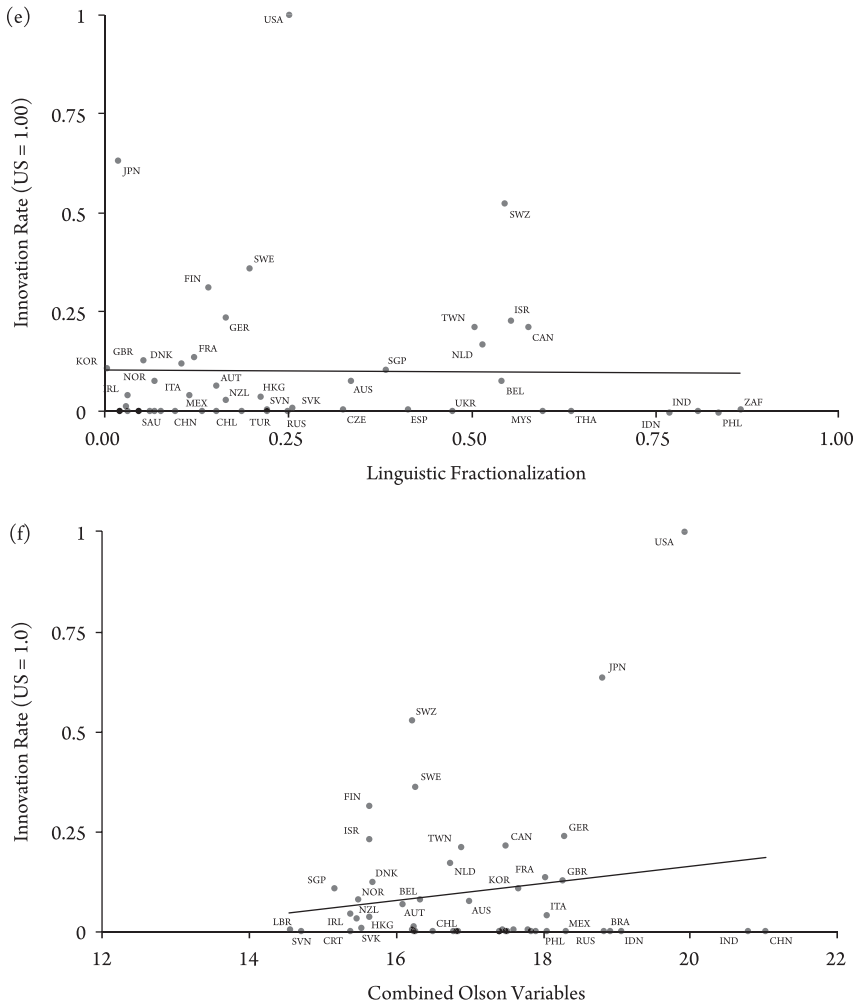 (e)
1
USA
0.75
JPN
0.5
SWZ
SWE
FIN
0.25
GER
TWN
ISR
CAN
NLD
GBR
DNK
FRA
KOR
SGP
NOR
AUT
AUS
BEL
IRL
ITA
NZL
HKG
MEX
SVN
SVK
UKR
IND
ZAF
0
SAU
CHN
CHL
TUR
RUS
CZE
ESP
MYS
THA
IDN
PHL
0.00
0.25
0.50
0.75
1.00
Innovation Rate (US = 1.00)
Linguistic Fractionalization
(f)
1
USA
0.75
JPN
SWZ
0.5
SWE
FIN
0.25
ISR
TWN
CAN
GER
NLD
SGP
DNK
KOR
FRA
GBR
NOR
BEL
NZL
AUT
AUS
ITA
LBR
IRL
HKG
CHL
MEX
BRA
0
SVN
CRT
SVK
PHL
RUS
IDN
IND
CHN
12
14
16
18
20
22
Innovation Rate (US = 1.0)
Combined Olson Variables